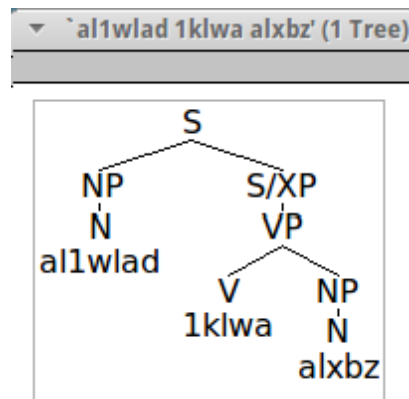 `al1wlad 1klwa alxbz' (1 Tree)
S
NP S/XP
N VP
al1wlad
V NP
1klwa N
alxbz